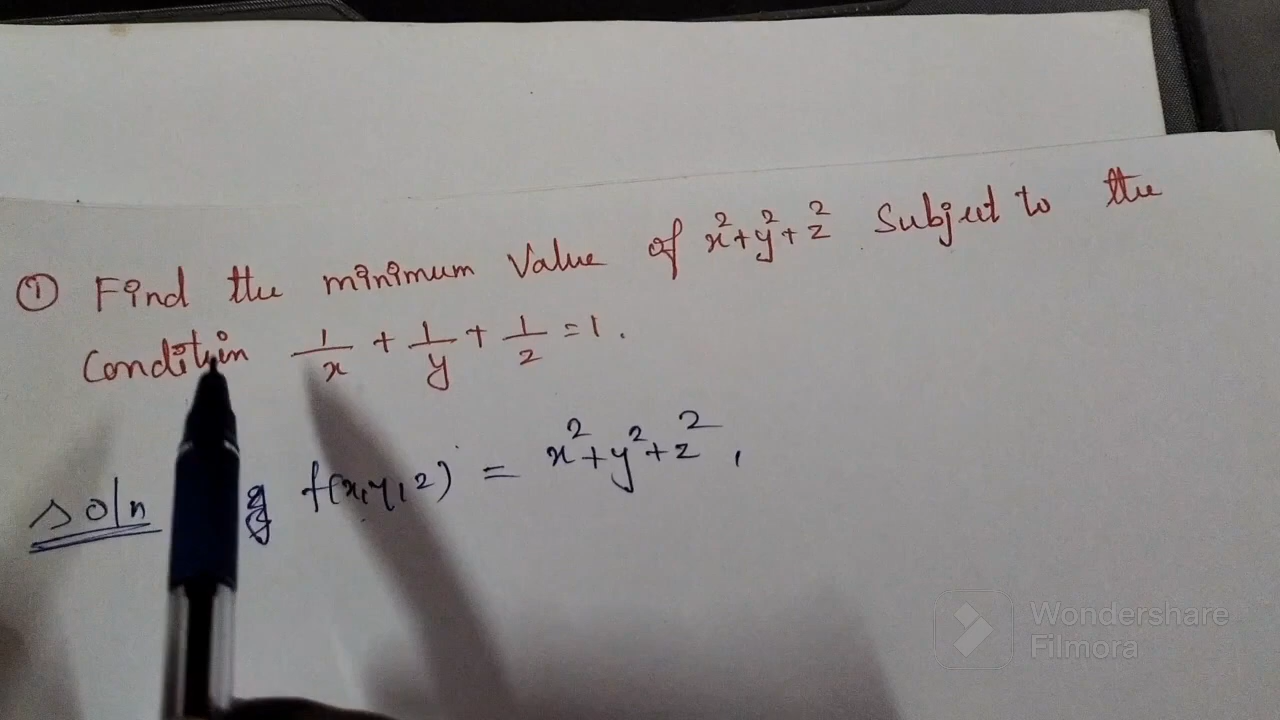 ① Find the minimum value of x²+y²+z² subject to the
Condition 1/x + 1/y + 1/z = 1.
soln f(x,y,z) = x²+y²+z²,
Wondershare
Filmora